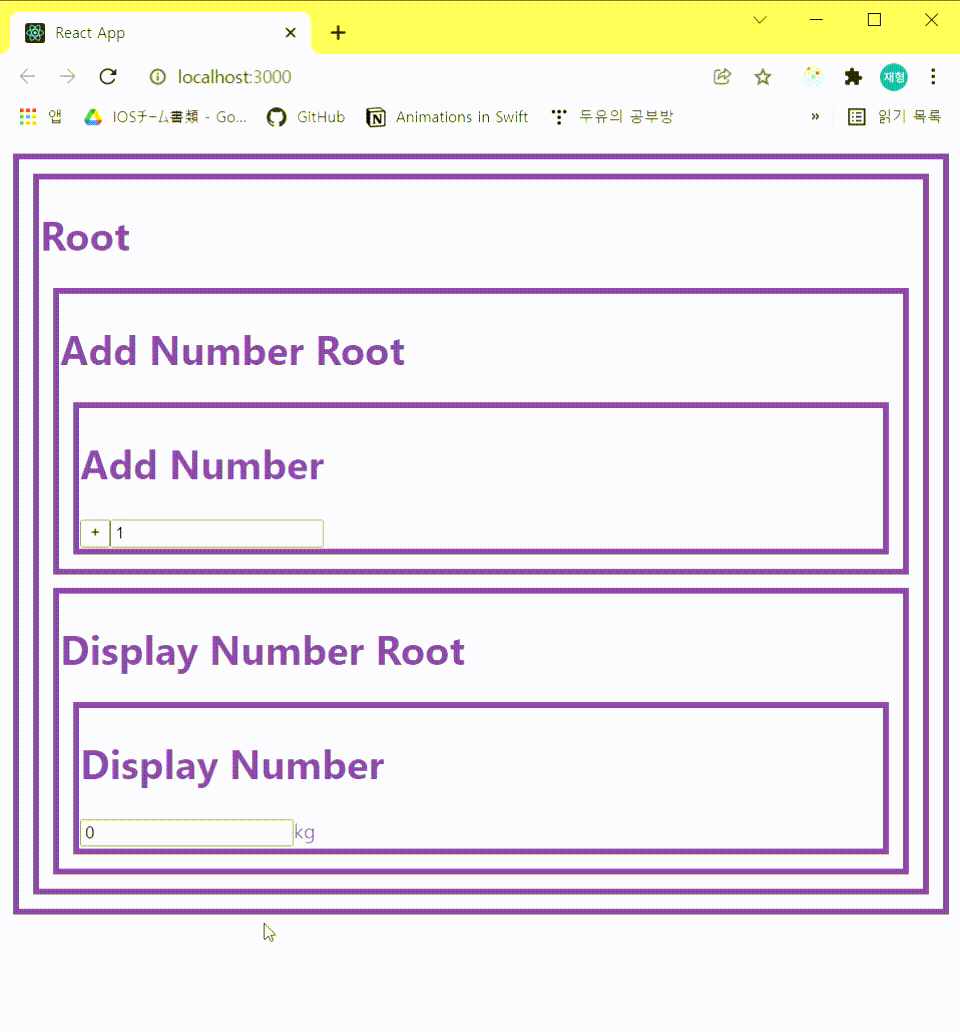 React App
localhost:3000
재형
앱 IOSチーム書類 - Go... GitHub Animations in Swift 두유의 공부방 » 읽기 목록
Root
Add Number Root
Add Number
+ 1
Display Number Root
Display Number
0 kg